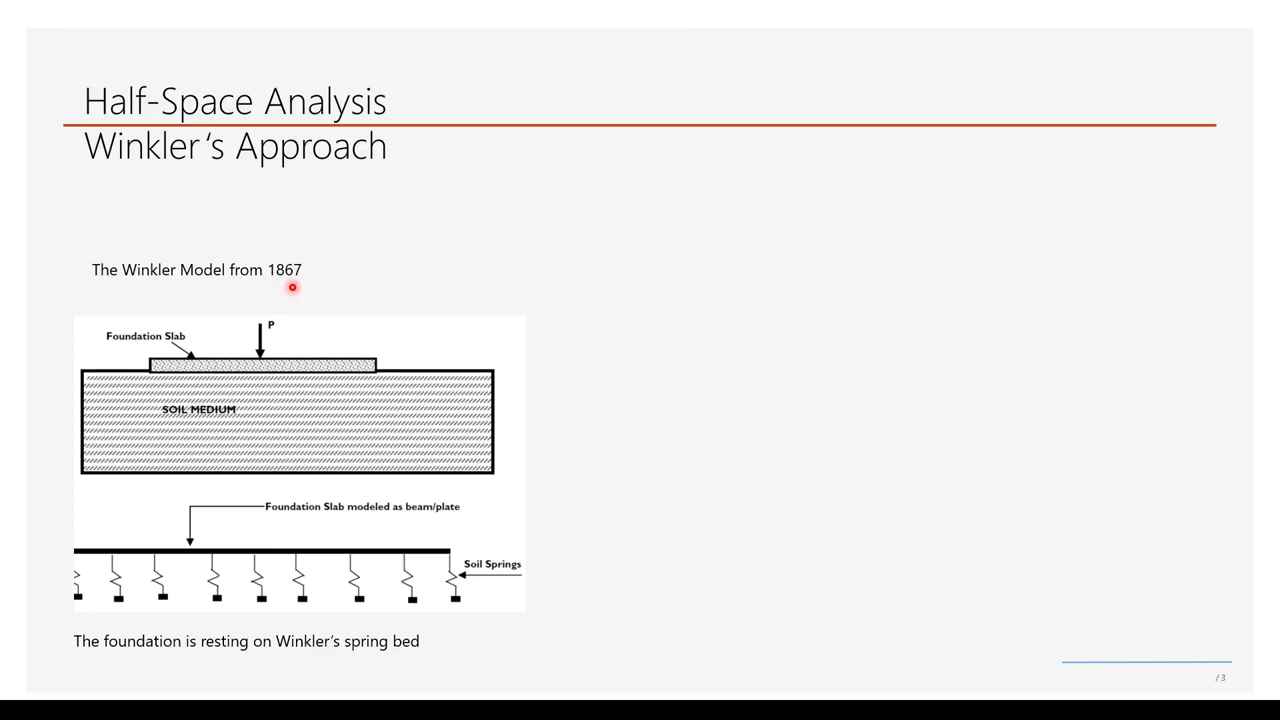 Half-Space Analysis
Winkler‘s Approach
The Winkler Model from 1867
P
Foundation Slab
SOIL MEDIUM
Foundation Slab modeled as beam/plate
Soil Springs
The foundation is resting on Winkler’s spring bed
/ 3